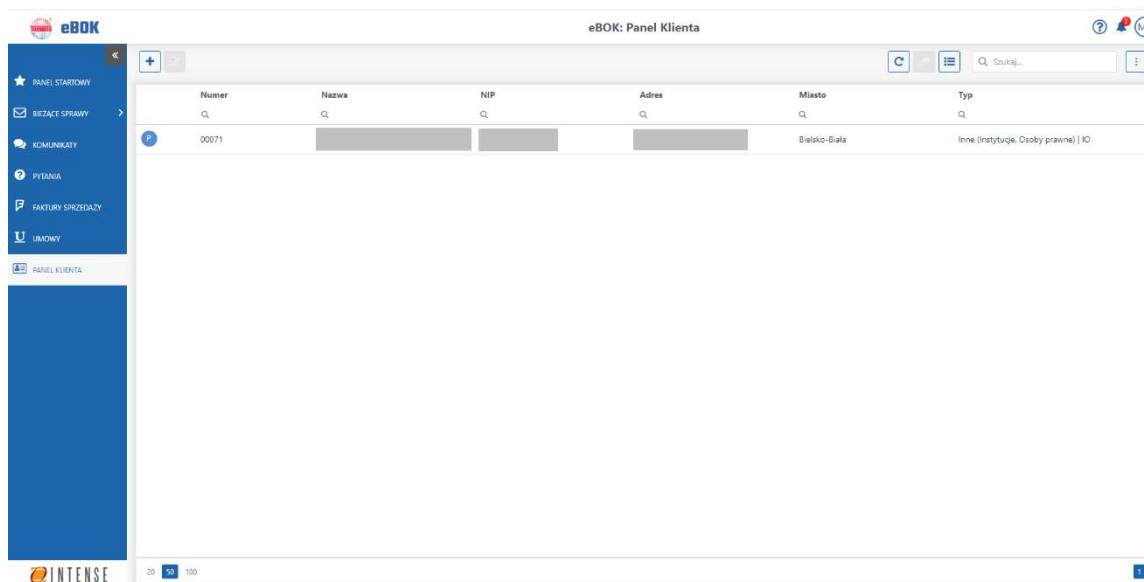 eBOK
eBOK: Panel Klienta
PANEL STARTOWY
BIEŻĄCE SPRAWY
KOMUNIKATY
PYTANIA
FAKTURY SPRZEDAŻY
UMOWY
PANEL KLIENTA
INTENSE
Szukaj...
Numer Nazwa NIP Adres Miasto Typ
P 00071 Bielsko-Biała Inne (Instytucje, Osoby prawne) | IO
20 50 100
1